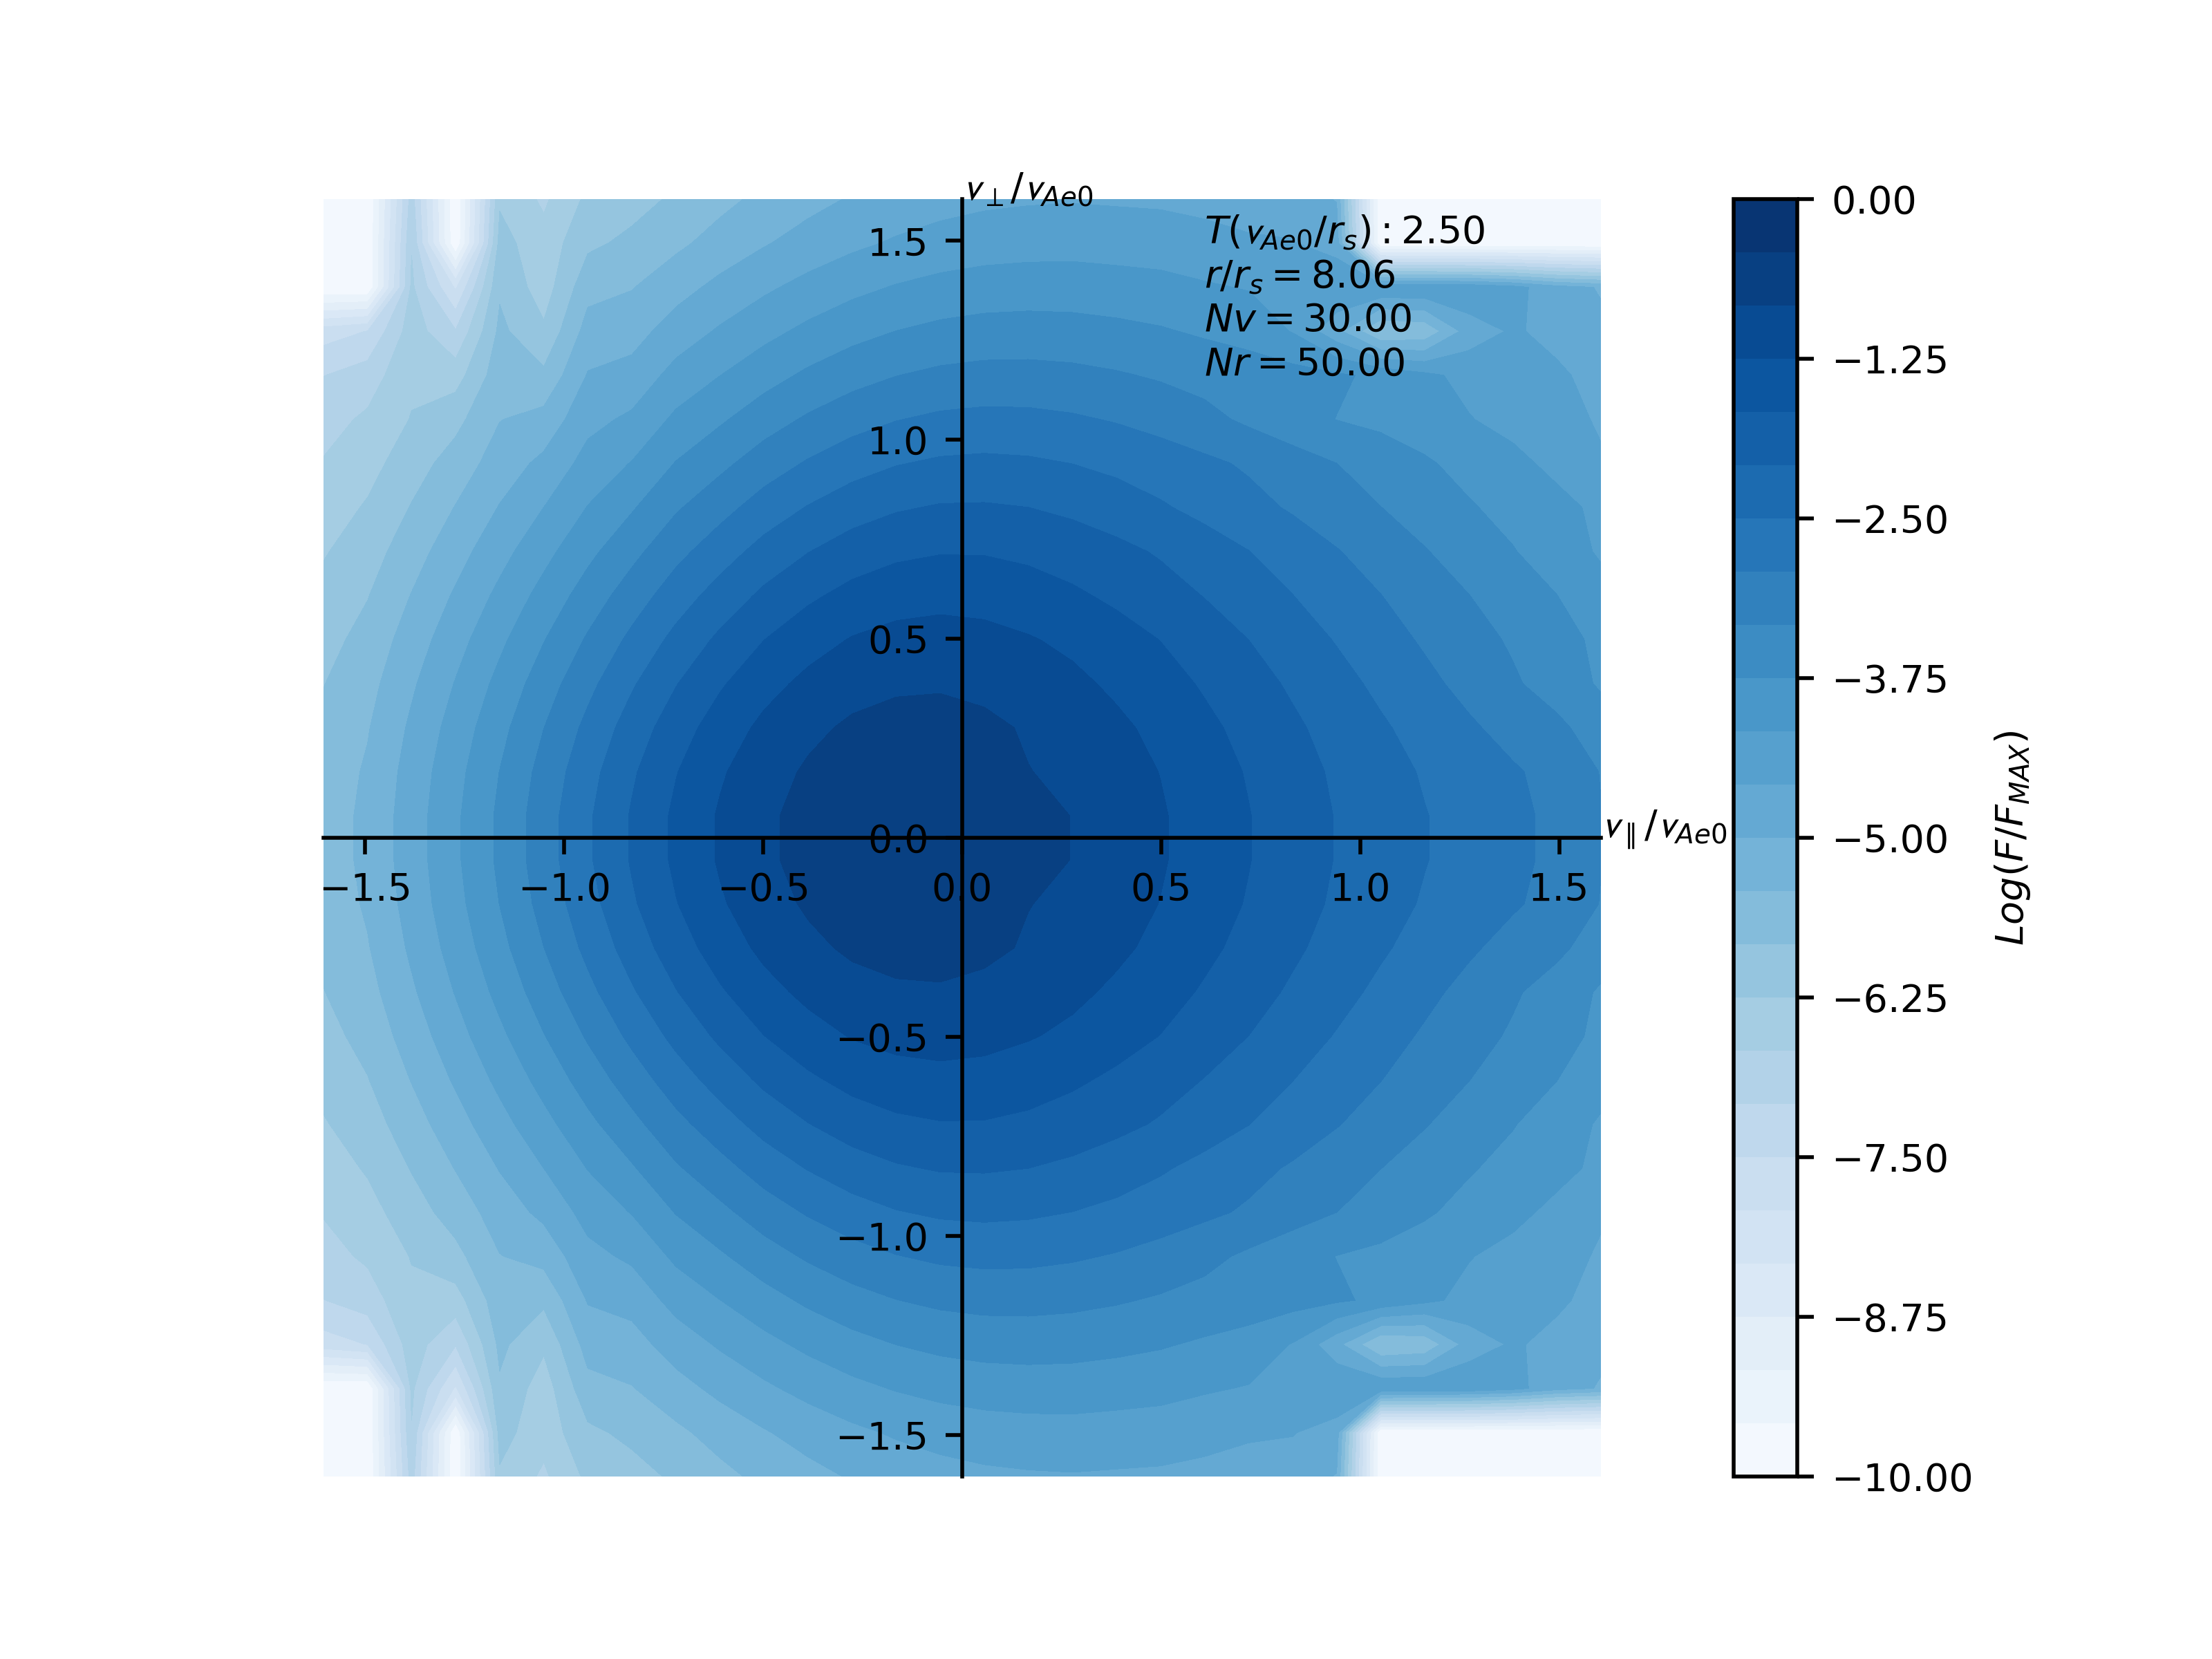 v⊥/vAe0
T(vAe0/rs):2.50
r/rs = 8.06
Nv = 30.00
Nr = 50.00
1.5
1.0
0.5
0.0
−0.5
−1.0
−1.5
−1.5 −1.0 −0.5 0.0 0.5 1.0 1.5
v∥/vAe0
0.00
−1.25
−2.50
−3.75
−5.00
−6.25
−7.50
−8.75
−10.00
Log(F/FMAX)